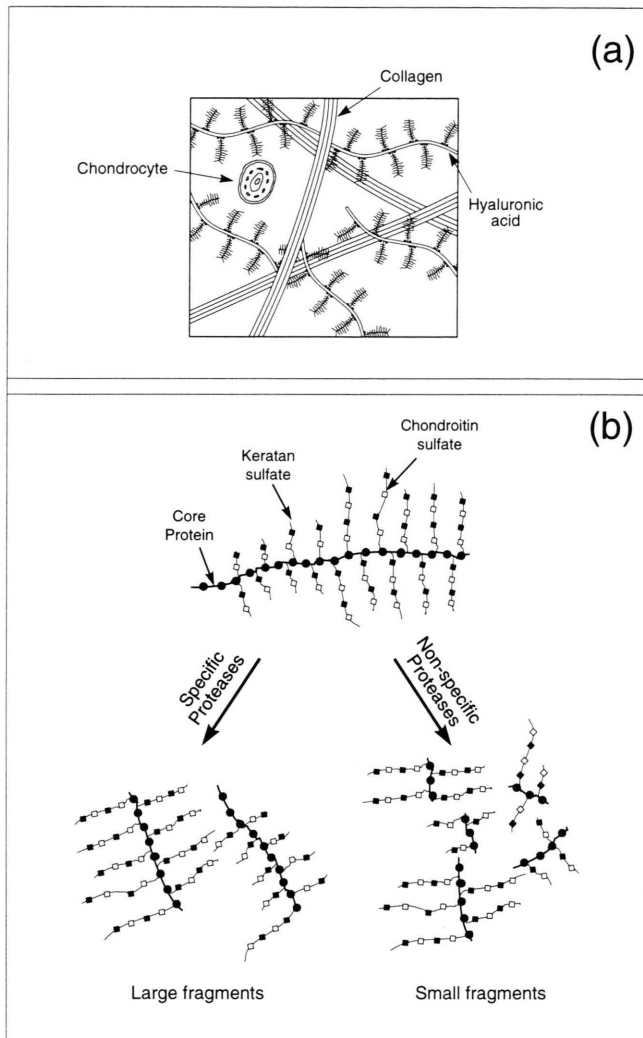 (a)
Collagen
Chondrocyte
Hyaluronic
acid
(b)
Chondroitin
sulfate
Keratan
sulfate
Core
Protein
Specific
Proteases
Non-specific
Proteases
Large fragments
Small fragments